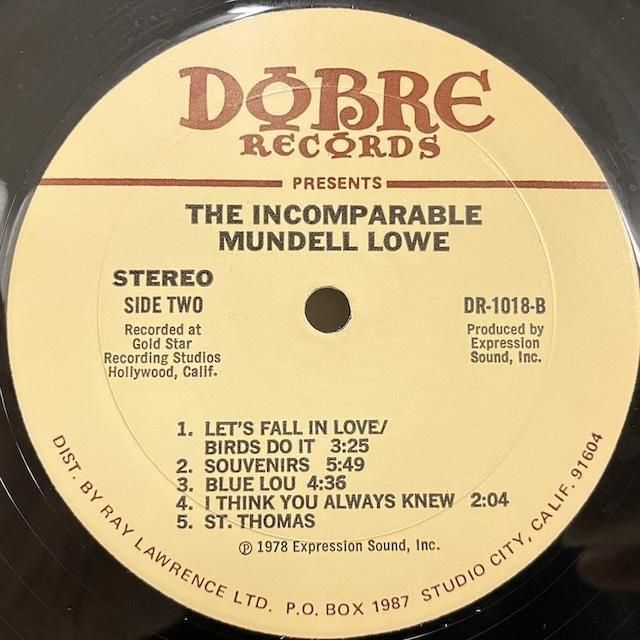 DOBRE
RECORDS
PRESENTS
THE INCOMPARABLE
MUNDELL LOWE
STEREO
SIDE TWO
Recorded at
Gold Star
Recording Studios
Hollywood, Calif.
DR-1018-B
Produced by
Expression
Sound, Inc.
1. LET'S FALL IN LOVE/
BIRDS DO IT 3:25
2. SOUVENIRS 5:49
3. BLUE LOU 4:36
4. I THINK YOU ALWAYS KNEW 2:04
5. ST. THOMAS
℗ 1978 Expression Sound, Inc.
DIST. BY RAY LAWRENCE LTD. P.O. BOX 1987 STUDIO CITY, CALIF. 91604